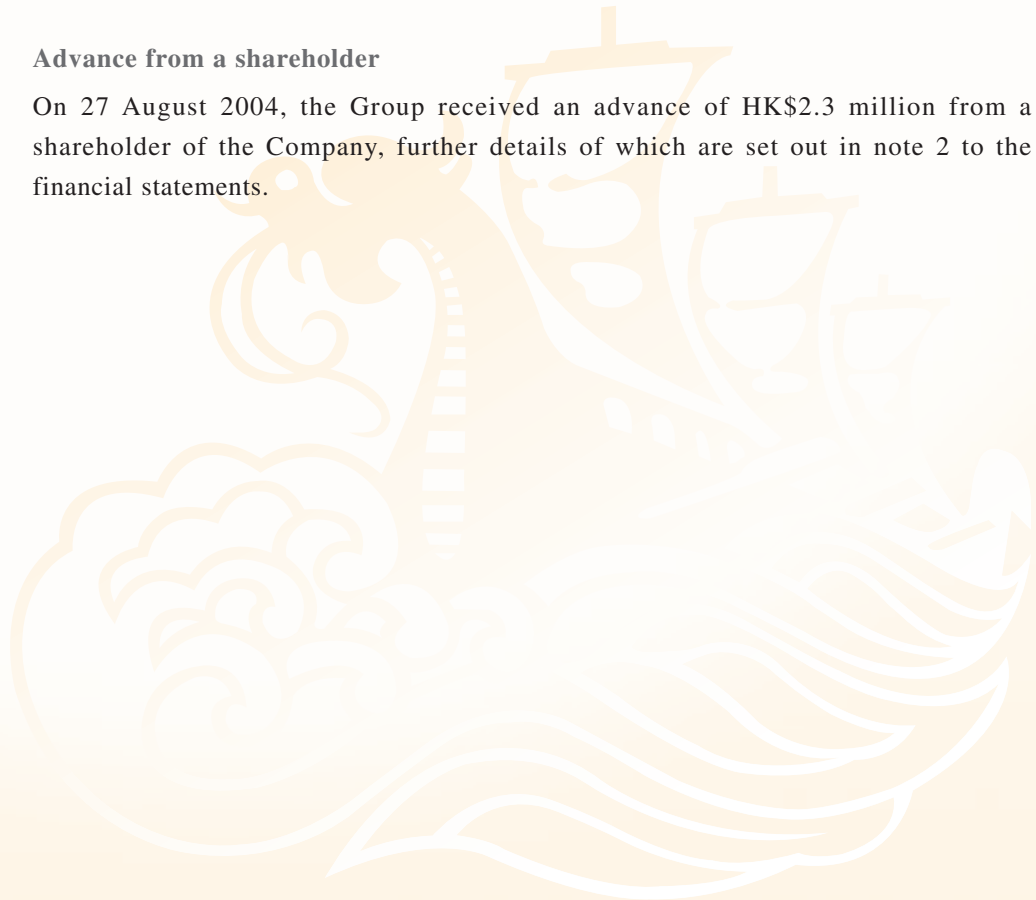 Advance from a shareholder
On 27 August 2004, the Group received an advance of HK$2.3 million from a
shareholder of the Company, further details of which are set out in note 2 to the
financial statements.